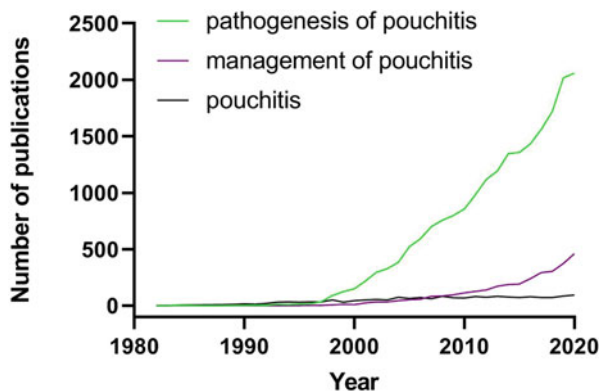 2500
2000
1500
1000
500
0
Number of publications
pathogenesis of pouchitis
management of pouchitis
pouchitis
1980
1990
2000
2010
2020
Year